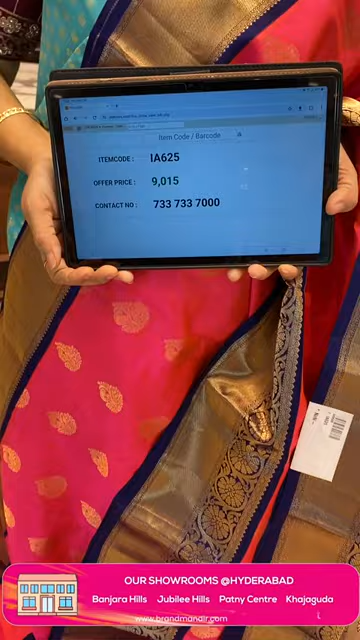 Item Code / Barcode
ITEMCODE : IA625
OFFER PRICE : 9,015
CONTACT NO : 733 733 7000
OUR SHOWROOMS @HYDERABAD
Banjara Hills Jubilee Hills Patny Centre Khajaguda
www.brandmandir.com